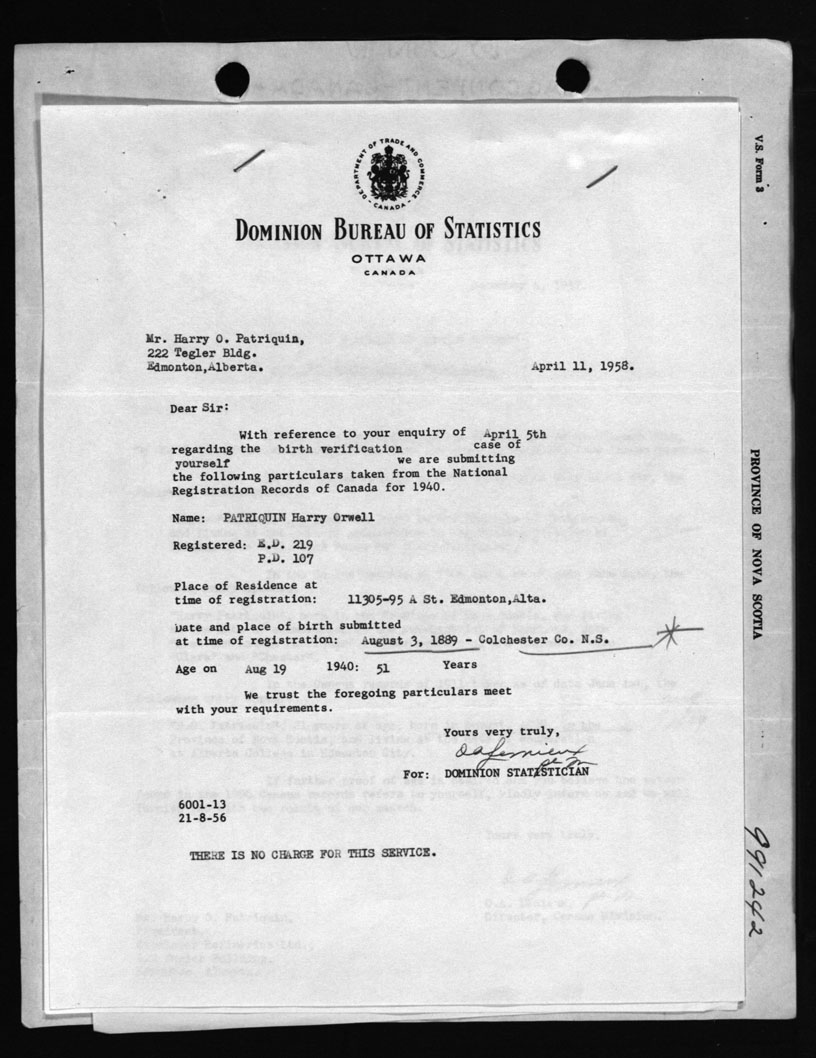 DEPARTMENT OF TRADE AND COMMERCE
- CANADA -
DOMINION BUREAU OF STATISTICS
OTTAWA
CANADA
Mr. Harry O. Patriquin,
222 Tegler Bldg.
Edmonton,Alberta.
April 11, 1958.
Dear Sir:
With reference to your enquiry of April 5th
regarding the birth verification case of
yourself we are submitting
the following particulars taken from the National
Registration Records of Canada for 1940.
Name: PATRIQUIN Harry Orwell
Registered: E.D. 219
P.D. 107
Place of Residence at
time of registration: 11305-95 A St. Edmonton,Alta.
Date and place of birth submitted
at time of registration: August 3, 1889 - Colchester Co. N.S.
Age on Aug 19 1940: 51 Years
We trust the foregoing particulars meet
with your requirements.
Yours very truly,
For: DOMINION STATISTICIAN
6001-13
21-8-56
THERE IS NO CHARGE FOR THIS SERVICE.
V.S. Form 3
PROVINCE OF NOVA SCOTIA
991242